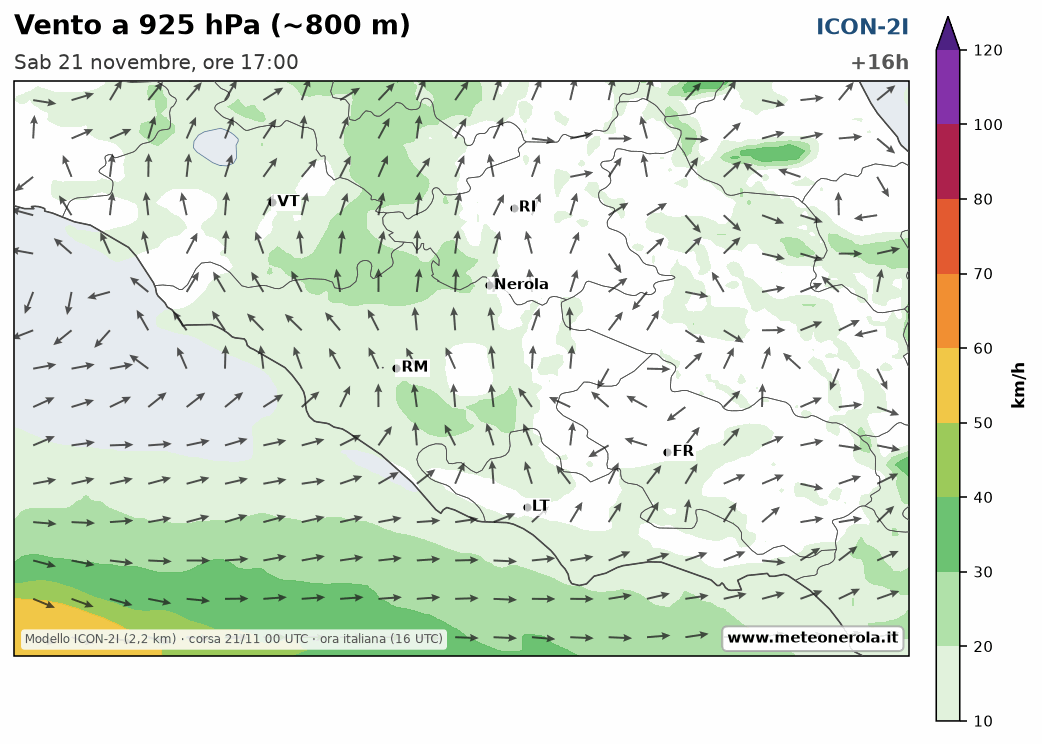 Vento a 925 hPa (~800 m)
ICON-2I
Sab 21 novembre, ore 17:00
+16h
VT
RI
Nerola
RM
FR
LT
Modello ICON-2I (2,2 km) · corsa 21/11 00 UTC · ora italiana (16 UTC)
www.meteonerola.it
120
100
80
70
60
50
40
30
20
10
km/h